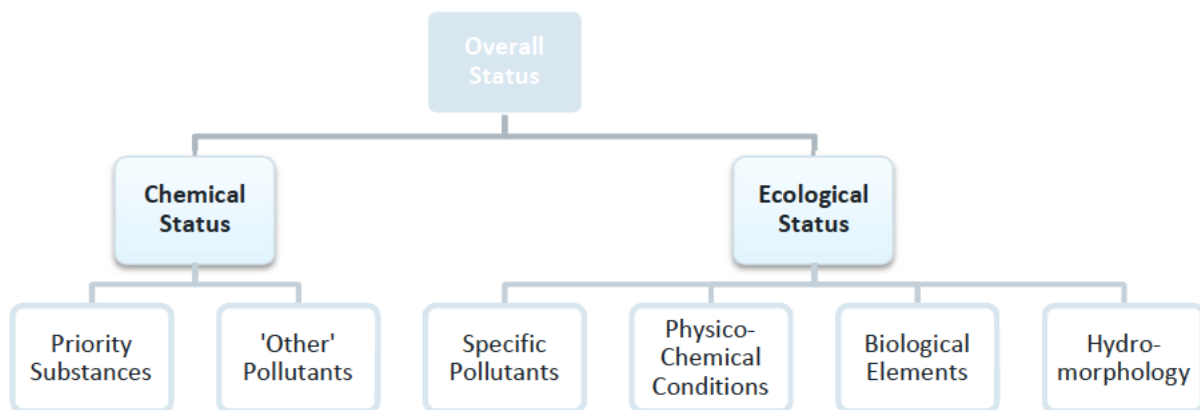 Overall
Status
Chemical
Status
Ecological
Status
Priority
Substances
'Other'
Pollutants
Specific
Pollutants
Physico-
Chemical
Conditions
Biological
Elements
Hydro-
morphology